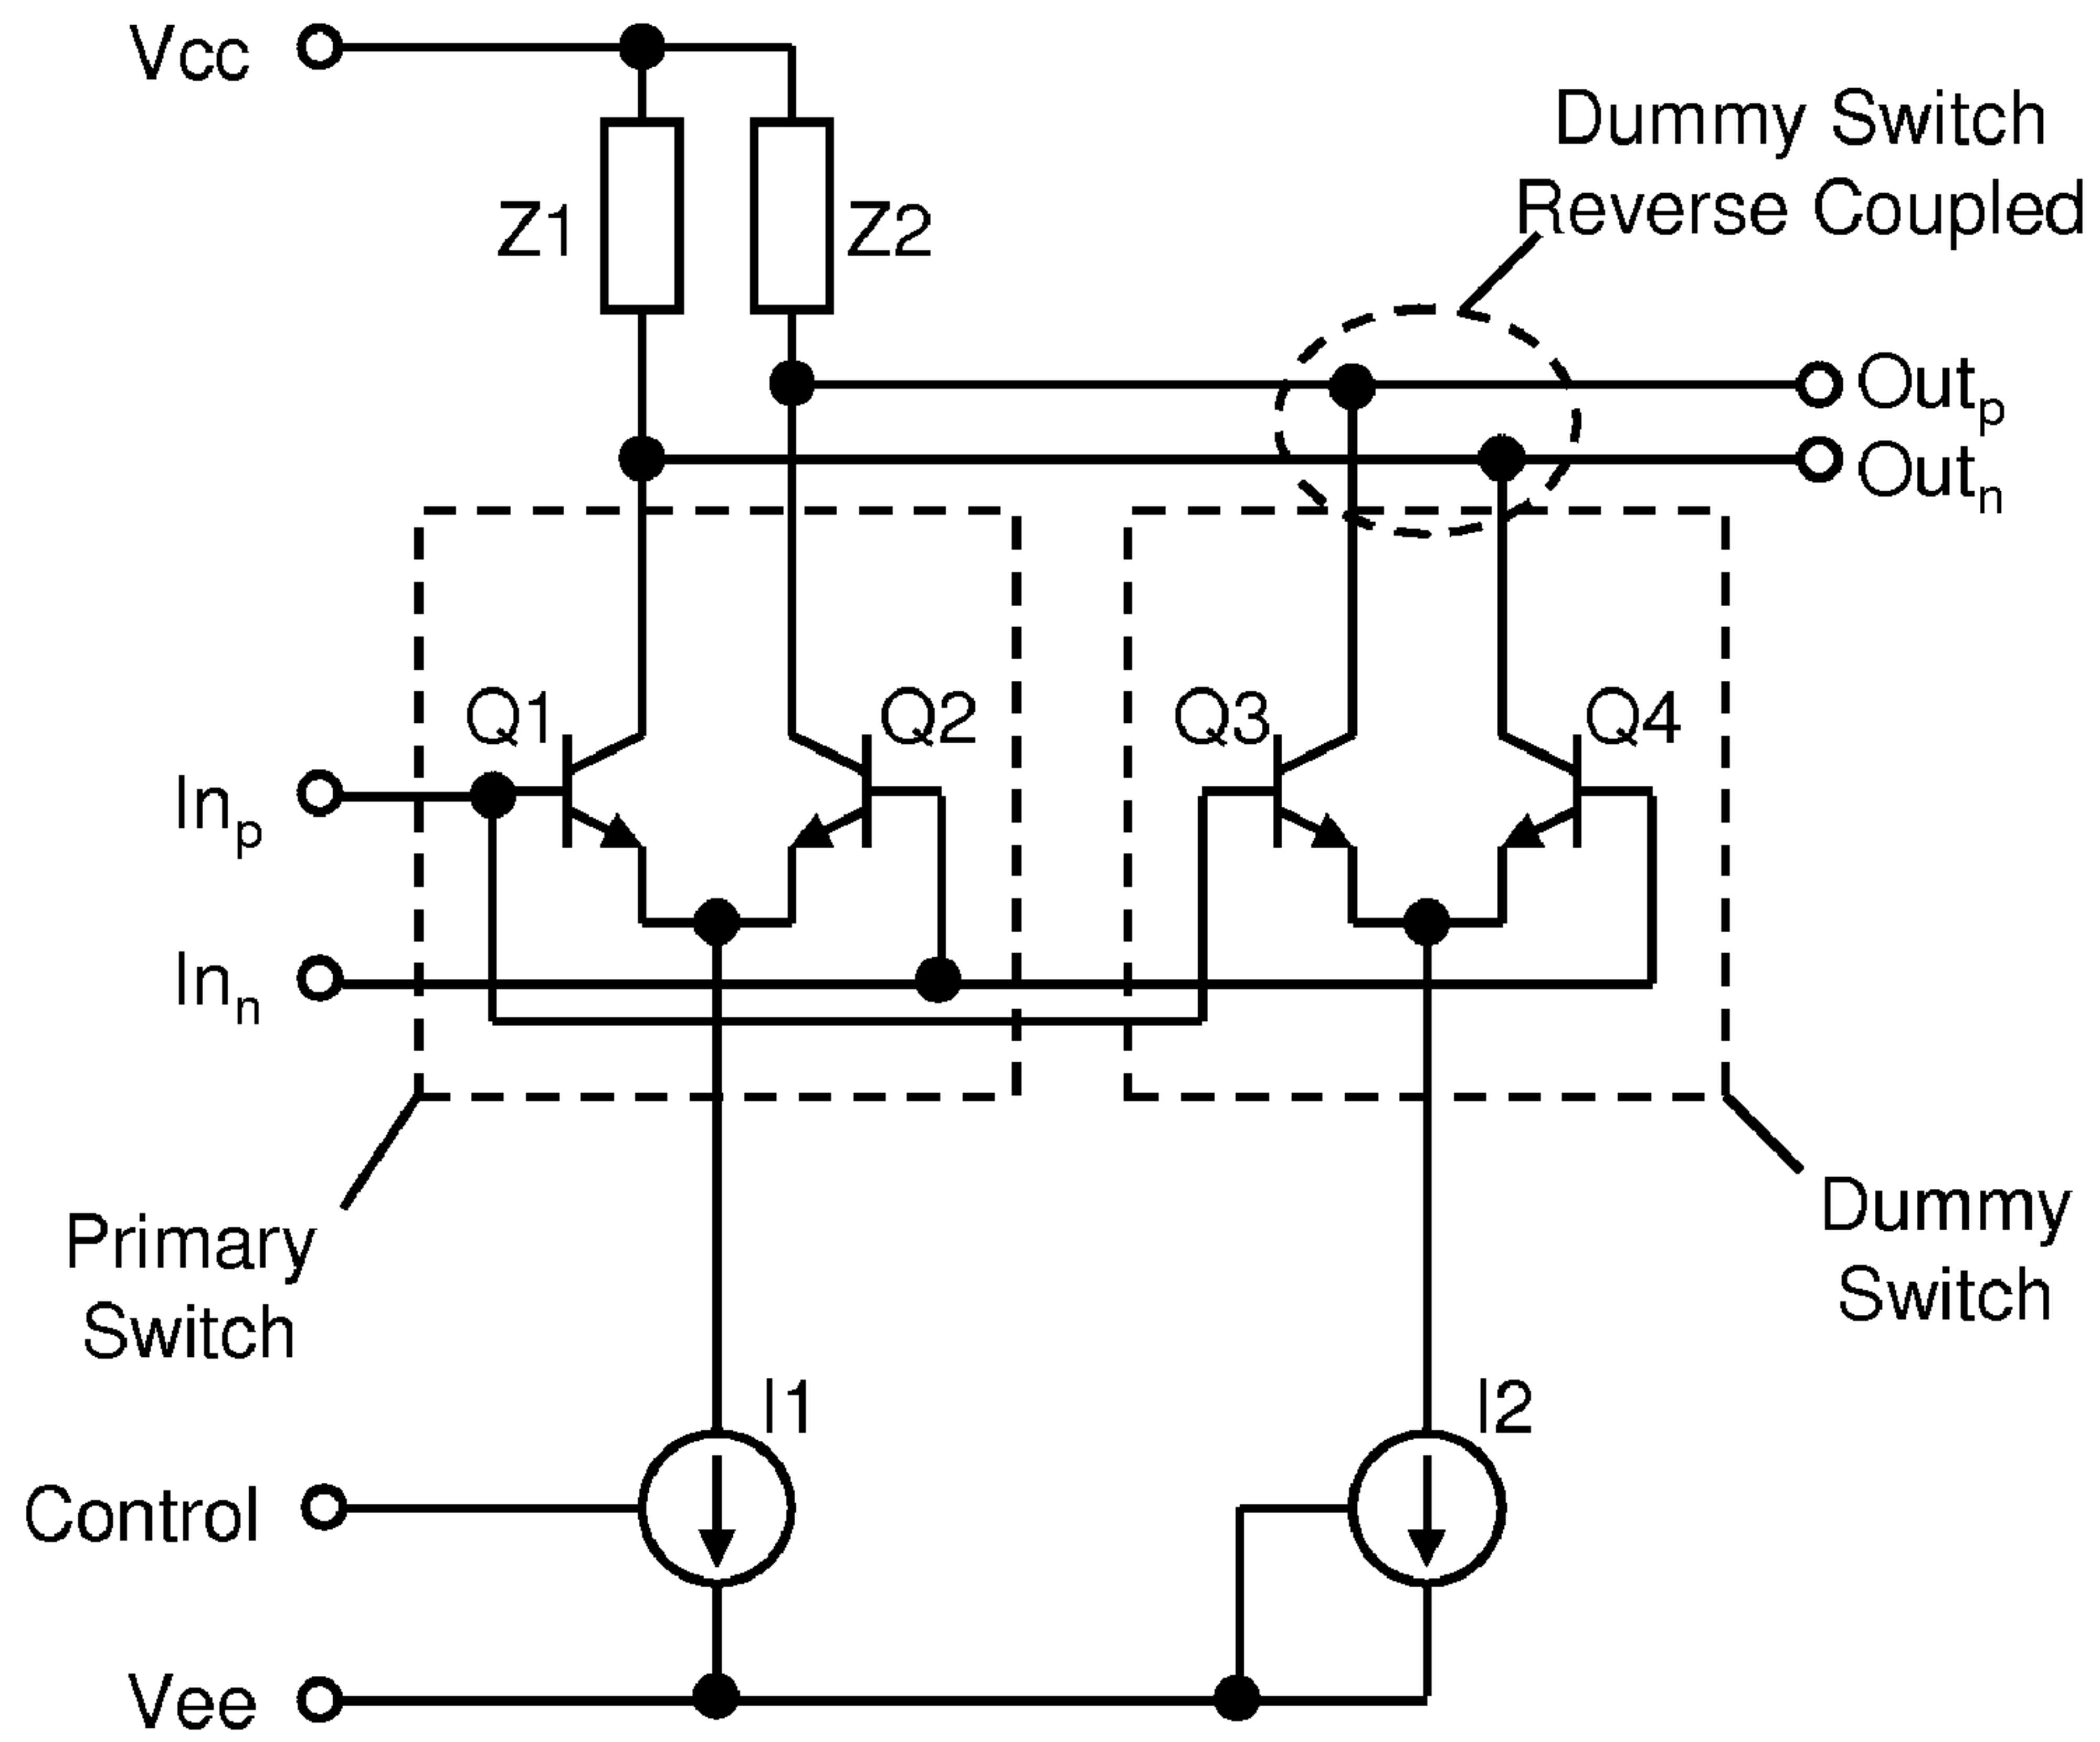 Vcc
Dummy Switch
Reverse Coupled
Z1
Z2
Outp
Outn
Q1
Q2
Q3
Q4
Inp
Inn
Primary
Switch
Dummy
Switch
I1
I2
Control
Vee